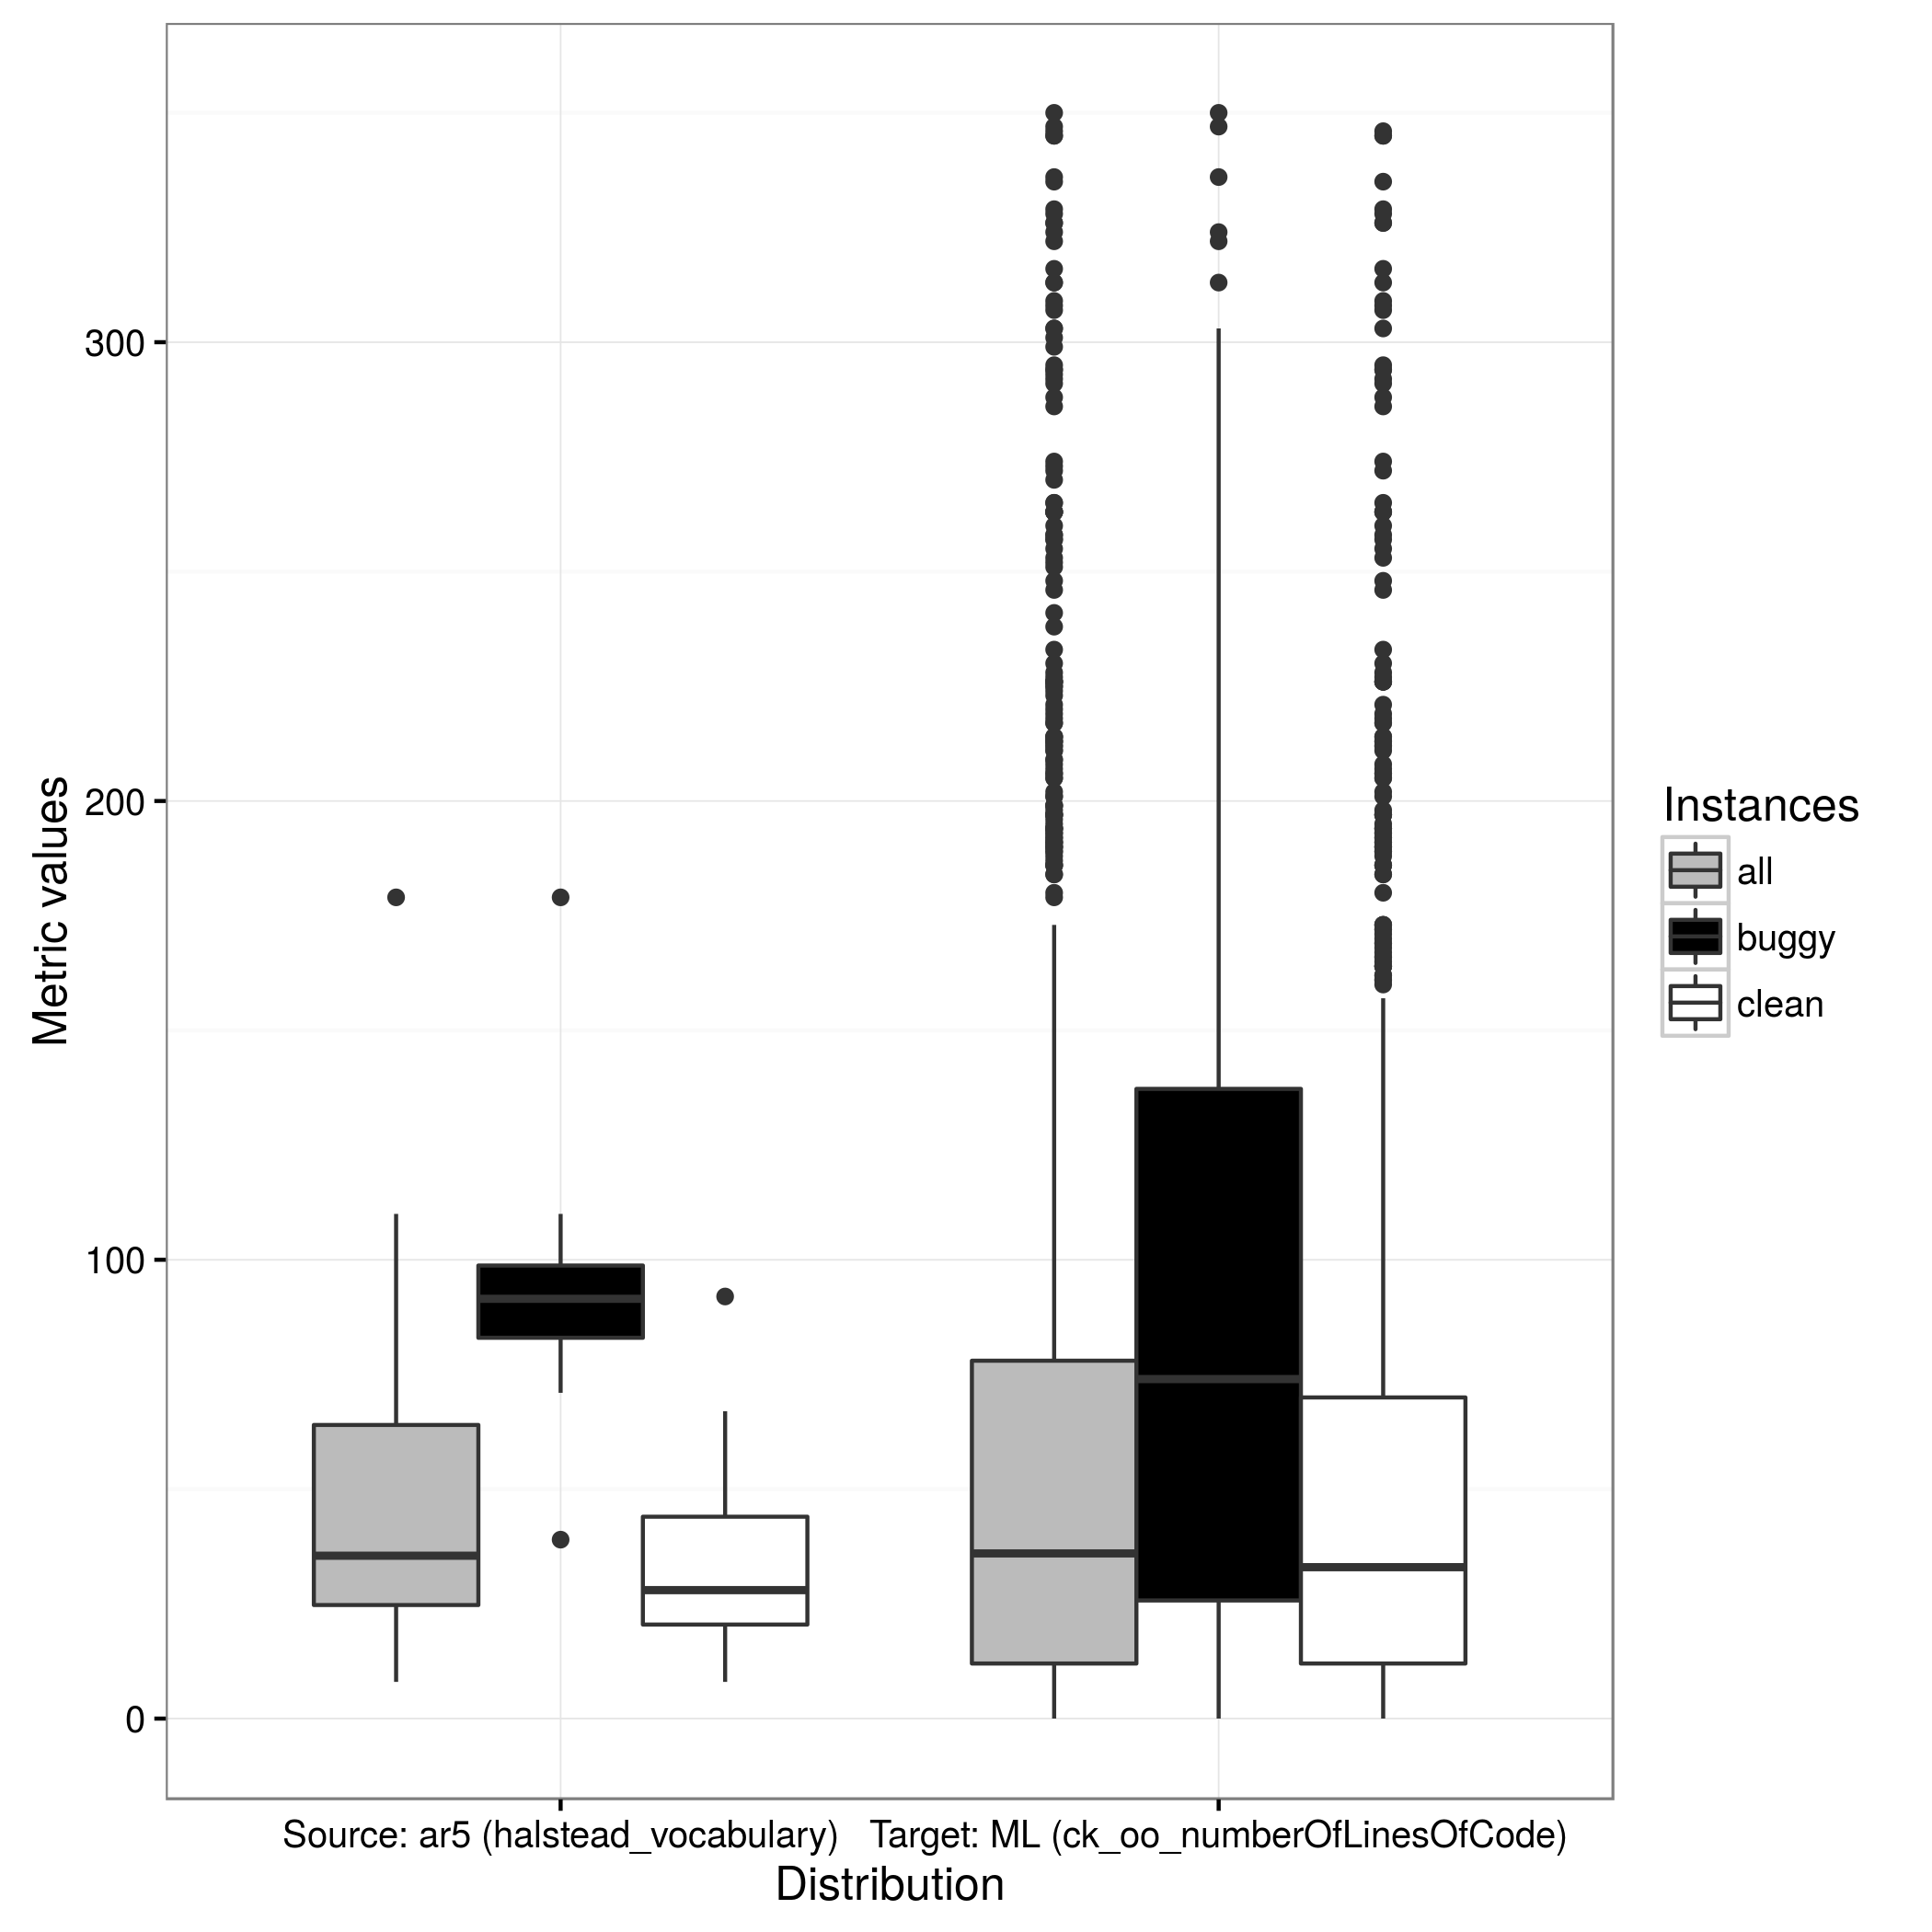 300
200
100
0
Metric values
Source: ar5 (halstead_vocabulary)
Target: ML (ck_oo_numberOfLinesOfCode)
Distribution
Instances
all
buggy
clean